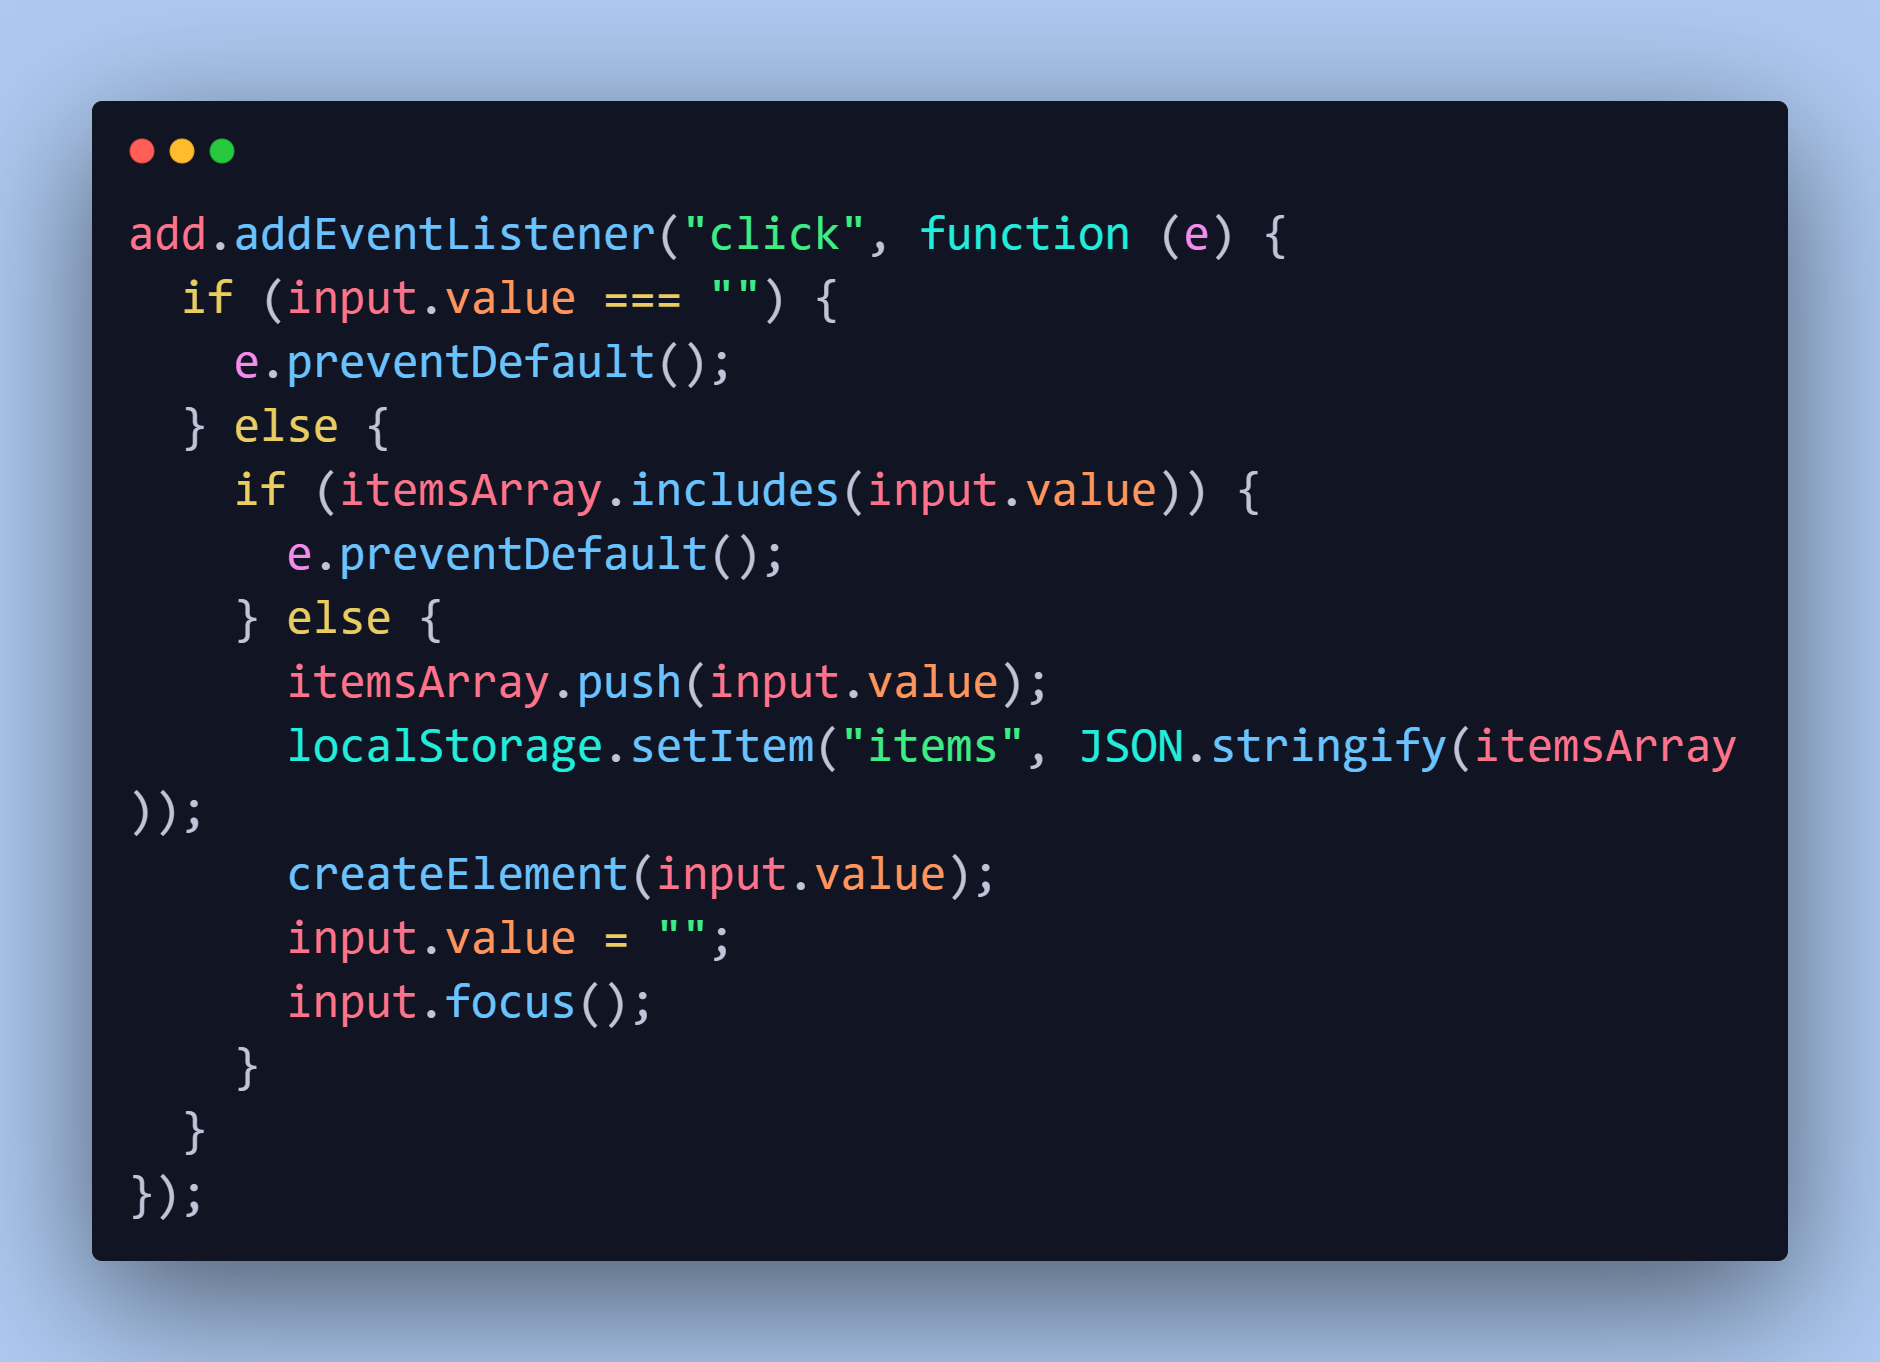 add.addEventListener("click", function (e) {
  if (input.value === "") {
    e.preventDefault();
  } else {
    if (itemsArray.includes(input.value)) {
      e.preventDefault();
    } else {
      itemsArray.push(input.value);
      localStorage.setItem("items", JSON.stringify(itemsArray
));
      createElement(input.value);
      input.value = "";
      input.focus();
    }
  }
});